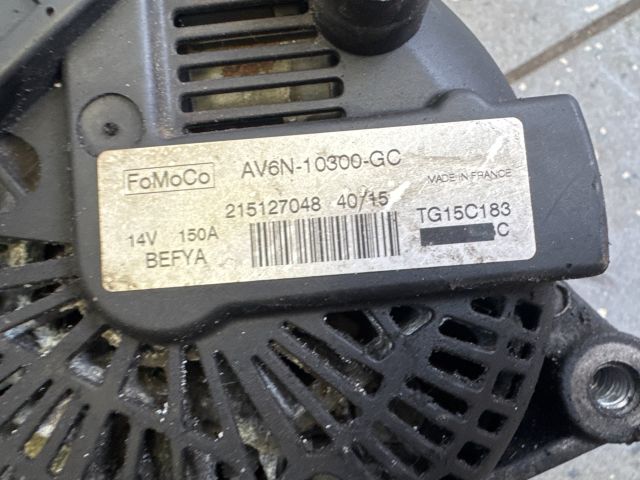 FoMoCo AV6N-10300-GC MADE IN FRANCE
215127048 40/15 TG15C183
14V 150A C
BEFYA